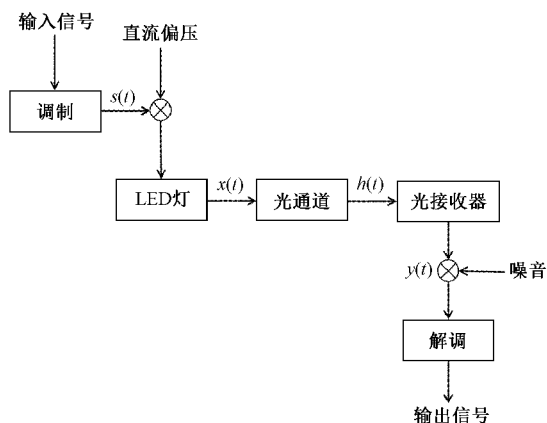 输入信号
直流偏压
调制
s(t)
LED灯
x(t)
光通道
h(t)
光接收器
y(t)
噪音
解调
输出信号